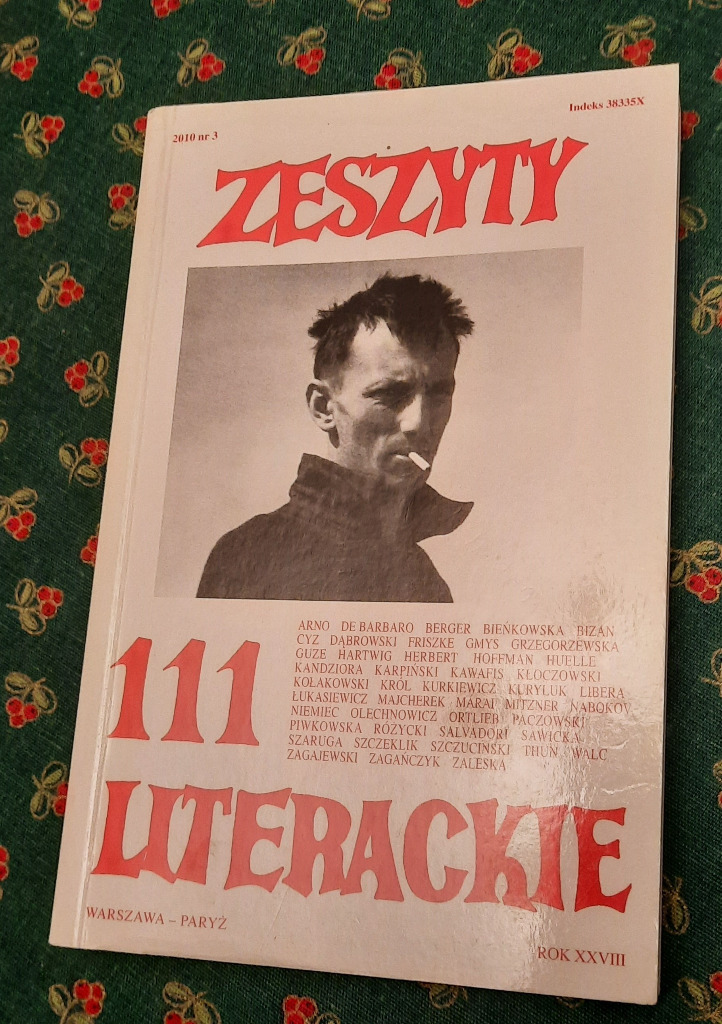 2010 nr 3
Indeks 38335X
ZESZYTY
111
ARNO DE BARBARO BERGER BIEŃKOWSKA BIZAN
CYZ DĄBROWSKI FRISZKE GMYS GRZEGORZEWSKA
GUZE HARTWIG HERBERT HOFFMAN HUELLE
KANDZIORA KARPIŃSKI KAWAFIS KŁOCZOWSKI
KOŁAKOWSKI KRÓL KURKIEWICZ KURYLUK LIBERA
ŁUKASIEWICZ MAJCHEREK MÁRAI MITZNER NABOKOV
NIEMIEC OLECHNOWICZ ORTLIEB PACZOWSKI
PIWKOWSKA RÓŻYCKI SALVADORI SAWICKA
SZARUGA SZCZEKLIK SZCZUCIŃSKI THUN WALC
ZAGAJEWSKI ZAGAŃCZYK ZALESKA
LITERACKIE
WARSZAWA – PARYŻ
ROK XXVIII